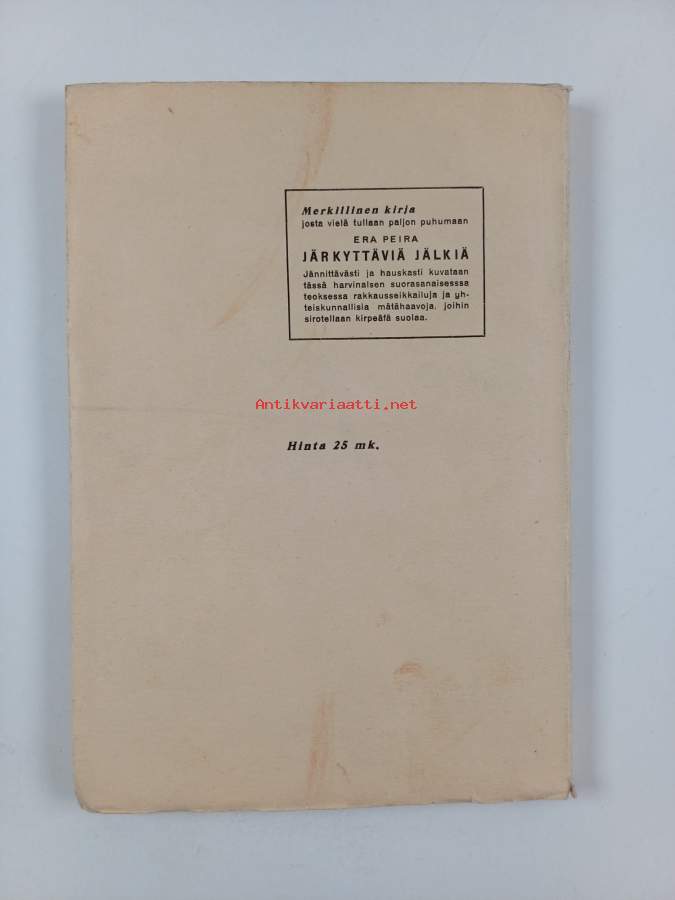 Merkillinen kirja
josta vielä tullaan paljon puhumaan
ERA PEIRA
JÄRKYTTÄVIÄ JÄLKIÄ
Jännittävästi ja hauskasti kuvataan
tässä harvinaisen suorasanaisesssa
teoksessa rakkausseikkailuja ja yh-
teiskunnallisia mätähaavoja, joihin
sirotellaan kirpeätä suolaa.
Antikvariaatti.net
Hinta 25 mk.